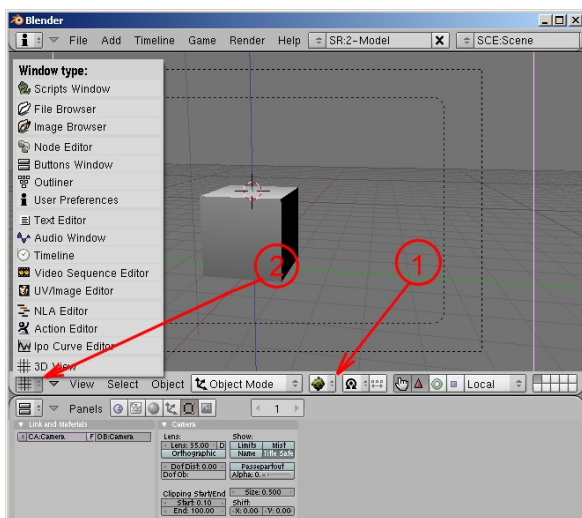 Blender
File Add Timeline Game Render Help SR:2-Model X SCE:Scene
Window type:
Scripts Window
File Browser
Image Browser
Node Editor
Buttons Window
Outliner
User Preferences
Text Editor
Audio Window
Timeline
Video Sequence Editor
UV/Image Editor
NLA Editor
Action Editor
Ipo Curve Editor
3D View
2
1
View Select Object Object Mode Local
Panels 1
Link and Materials
CA:Camera F OB:Camera
Camera
Lens: Show:
Lens: 35.00 D Limits Mist
Orthographic Name Title Safe
DofDist: 0.00 Passepartout
DofOb: Alpha: 0.
Clipping Start/End Size: 0.500
Start: 0.10 Shift:
End: 100.00 X: 0.00 Y: 0.00